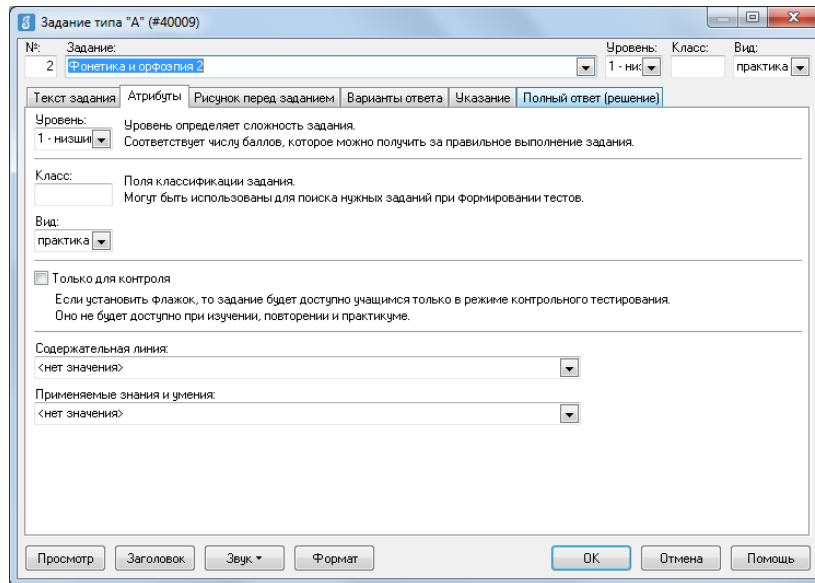 Задание типа "А" (#40009)
№: Задание: Уровень: Класс: Вид:
2 Фонетика и орфоэпия 2 1 - ни: практика
Текст задания Атрибуты Рисунок перед заданием Варианты ответа Указание Полный ответ (решение)
Уровень: Уровень определяет сложность задания.
1 - низши Соответствует числу баллов, которое можно получить за правильное выполнение задания.
Класс: Поля классификации задания.
Могут быть использованы для поиска нужных заданий при формировании тестов.
Вид:
практика
Только для контроля
Если установить флажок, то задание будет доступно учащимся только в режиме контрольного тестирования.
Оно не будет доступно при изучении, повторении и практикуме.
Содержательная линия:
<нет значения>
Применяемые знания и умения:
<нет значения>
Просмотр Заголовок Звук Формат OK Отмена Помощь